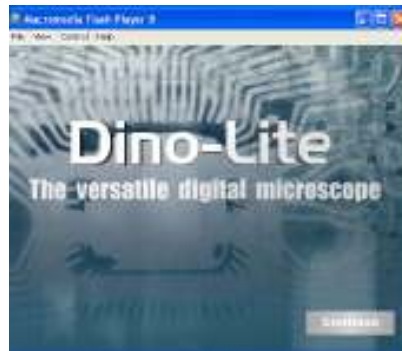 Macromedia Flash Player 8
File View Control Help
Dino-Lite
The versatile digital microscope
Continue